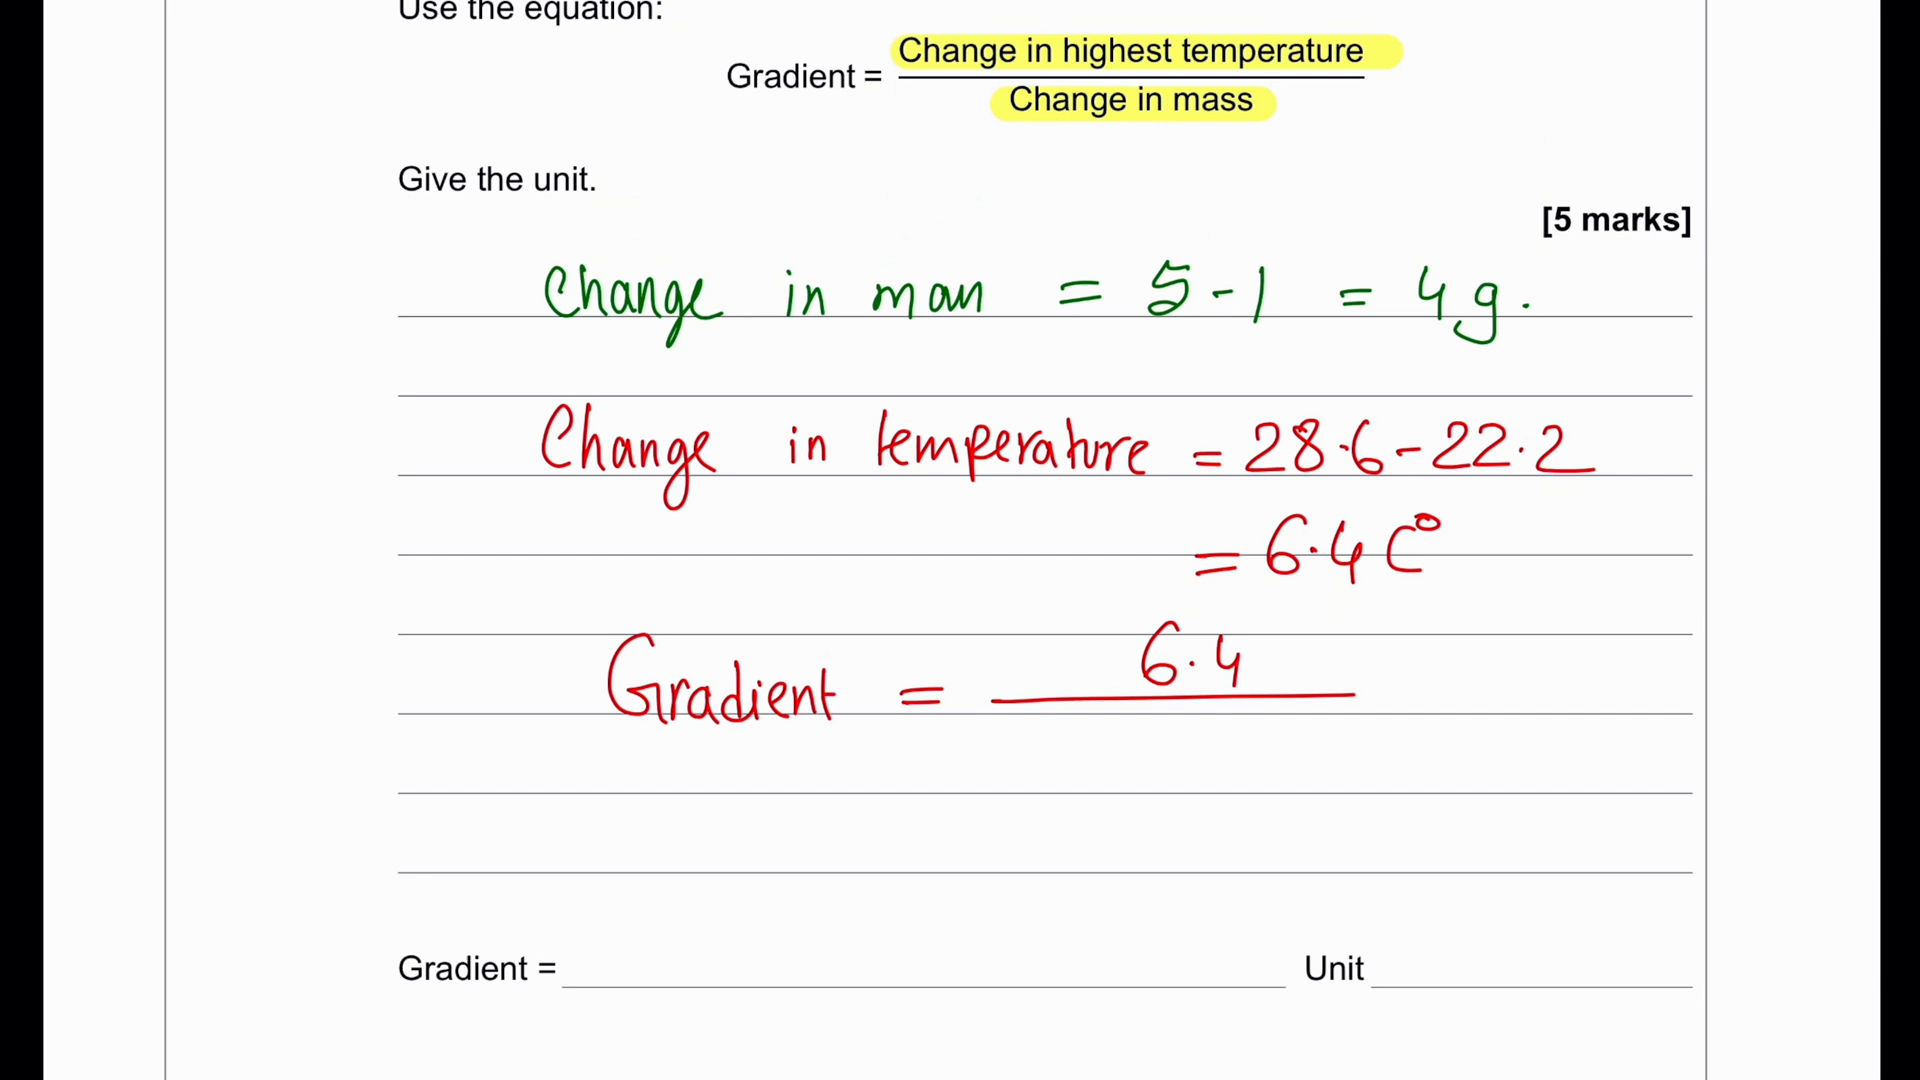 Use the equation:
Gradient = Change in highest temperature
Change in mass
Give the unit.
[5 marks]
Change in mass = 5 - 1 = 4 g.
Change in temperature = 28.6 - 22.2
= 6.4 C°
Gradient = 6.4
Gradient = Unit